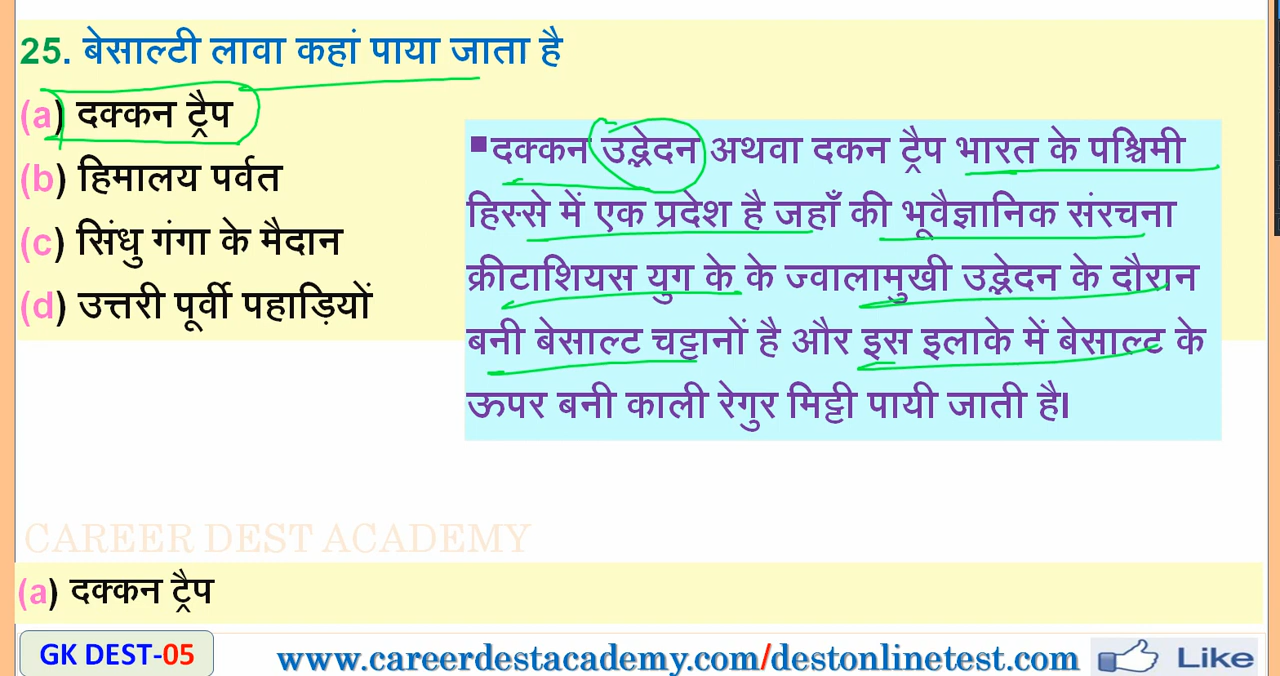 25. बेसाल्टी लावा कहां पाया जाता है
(a) दक्कन ट्रैप
(b) हिमालय पर्वत
(c) सिंधु गंगा के मैदान
(d) उत्तरी पूर्वी पहाड़ियों
▪दक्कन उद्भेदन अथवा दकन ट्रैप भारत के पश्चिमी
हिस्से में एक प्रदेश है जहाँ की भूवैज्ञानिक संरचना
क्रीटाशियस युग के के ज्वालामुखी उद्भेदन के दौरान
बनी बेसाल्ट चट्टानों है और इस इलाके में बेसाल्ट के
ऊपर बनी काली रेगुर मिट्टी पायी जाती है।
CAREER DEST ACADEMY
(a) दक्कन ट्रैप
GK DEST-05
www.careerdestacademy.com/destonlinetest.com
Like